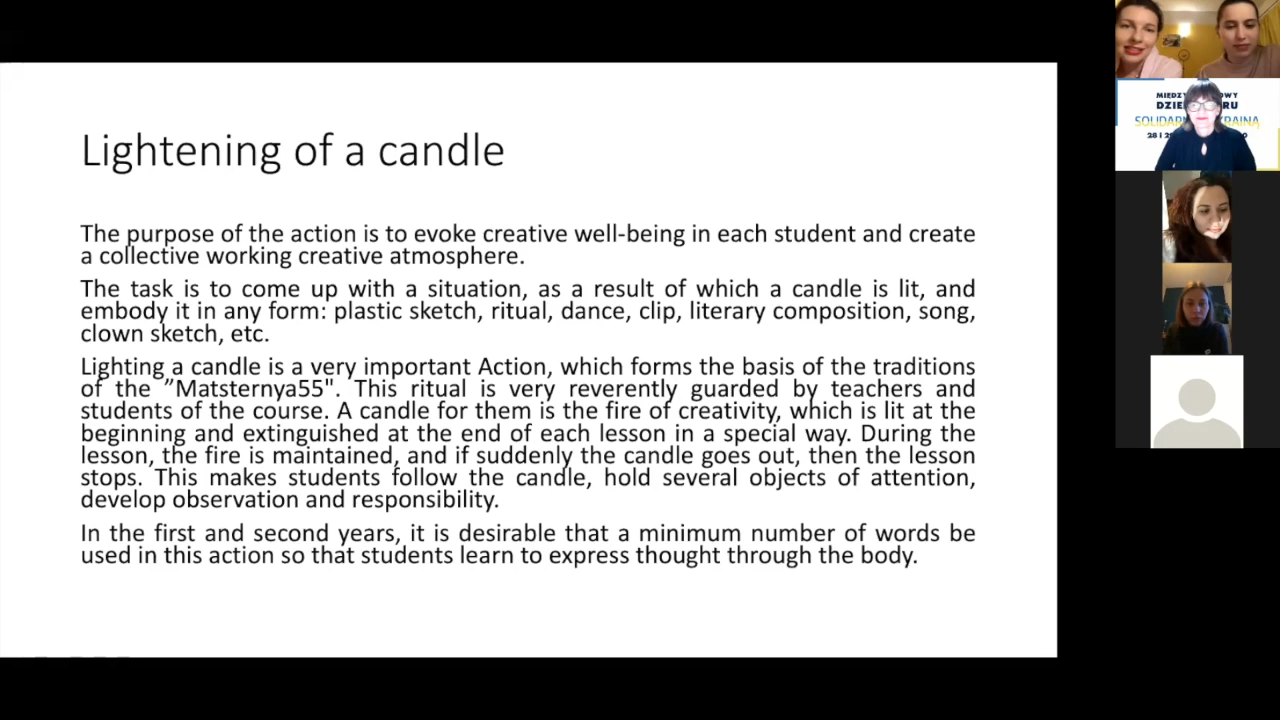 Lightening of a candle
The purpose of the action is to evoke creative well-being in each student and create
a collective working creative atmosphere.
The task is to come up with a situation, as a result of which a candle is lit, and
embody it in any form: plastic sketch, ritual, dance, clip, literary composition, song,
clown sketch, etc.
Lighting a candle is a very important Action, which forms the basis of the traditions
of the ”Matsternya55". This ritual is very reverently guarded by teachers and
students of the course. A candle for them is the fire of creativity, which is lit at the
beginning and extinguished at the end of each lesson in a special way. During the
lesson, the fire is maintained, and if suddenly the candle goes out, then the lesson
stops. This makes students follow the candle, hold several objects of attention,
develop observation and responsibility.
In the first and second years, it is desirable that a minimum number of words be
used in this action so that students learn to express thought through the body.